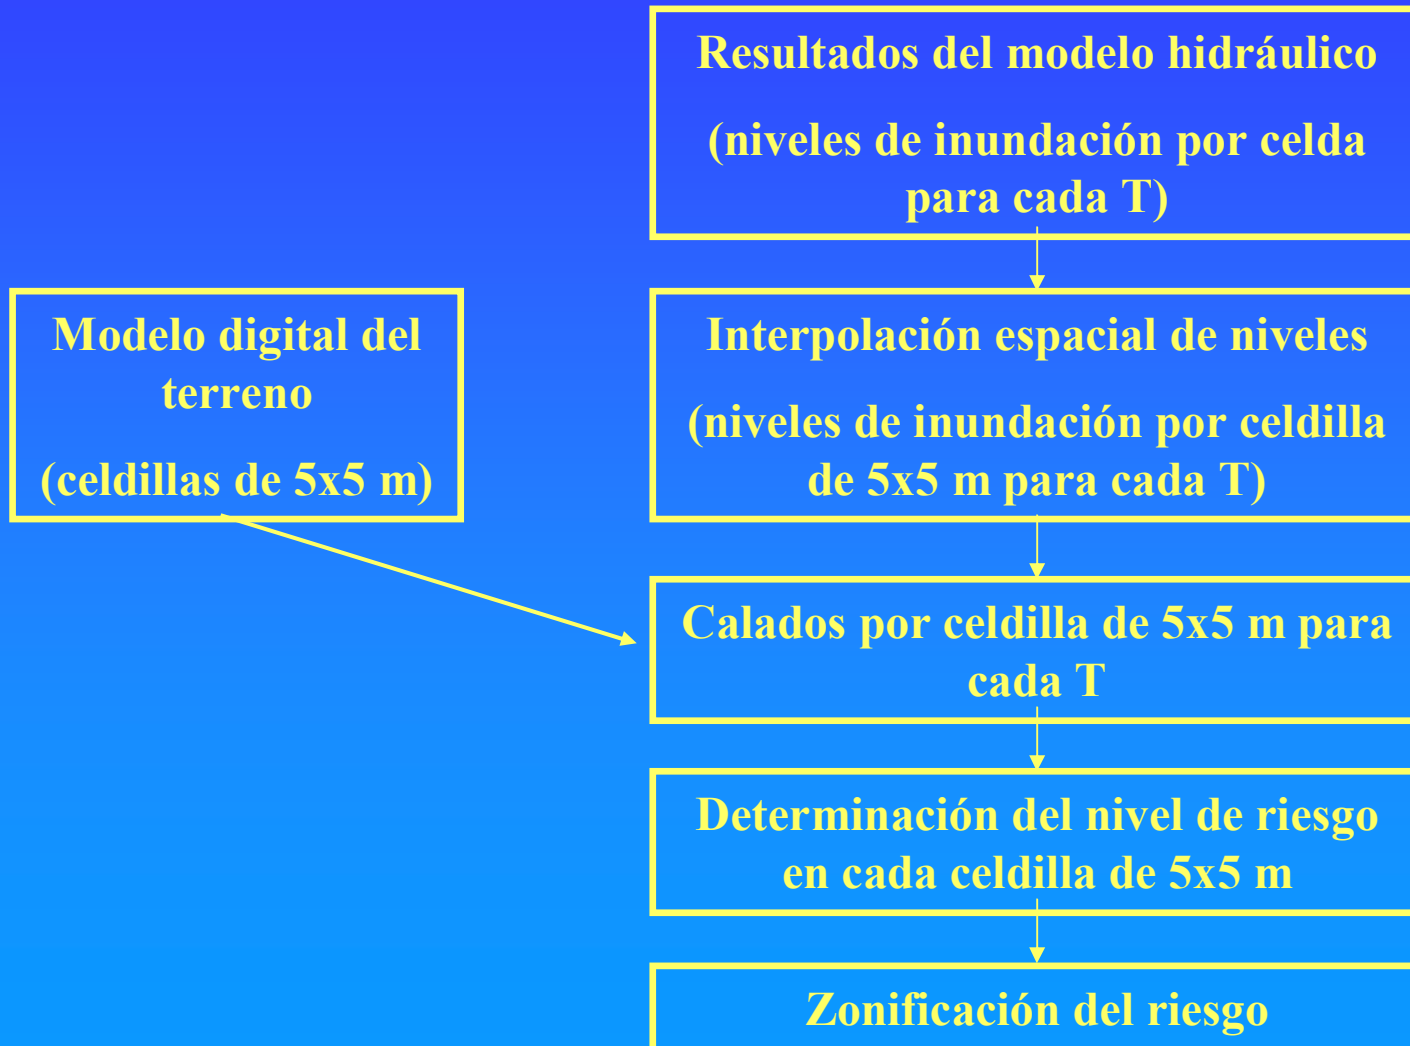 Resultados del modelo hidráulico
(niveles de inundación por celda
para cada T)
Modelo digital del
terreno
(celdillas de 5x5 m)
Interpolación espacial de niveles
(niveles de inundación por celdilla
de 5x5 m para cada T)
Calados por celdilla de 5x5 m para
cada T
Determinación del nivel de riesgo
en cada celdilla de 5x5 m
Zonificación del riesgo